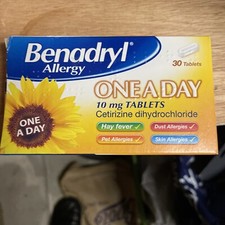 Benadryl
Allergy
30 Tablets
ONE A DAY
10 mg TABLETS
Cetirizine dihydrochloride
ONE
A DAY
Hay fever
Dust Allergies
Pet Allergies
Skin Allergies